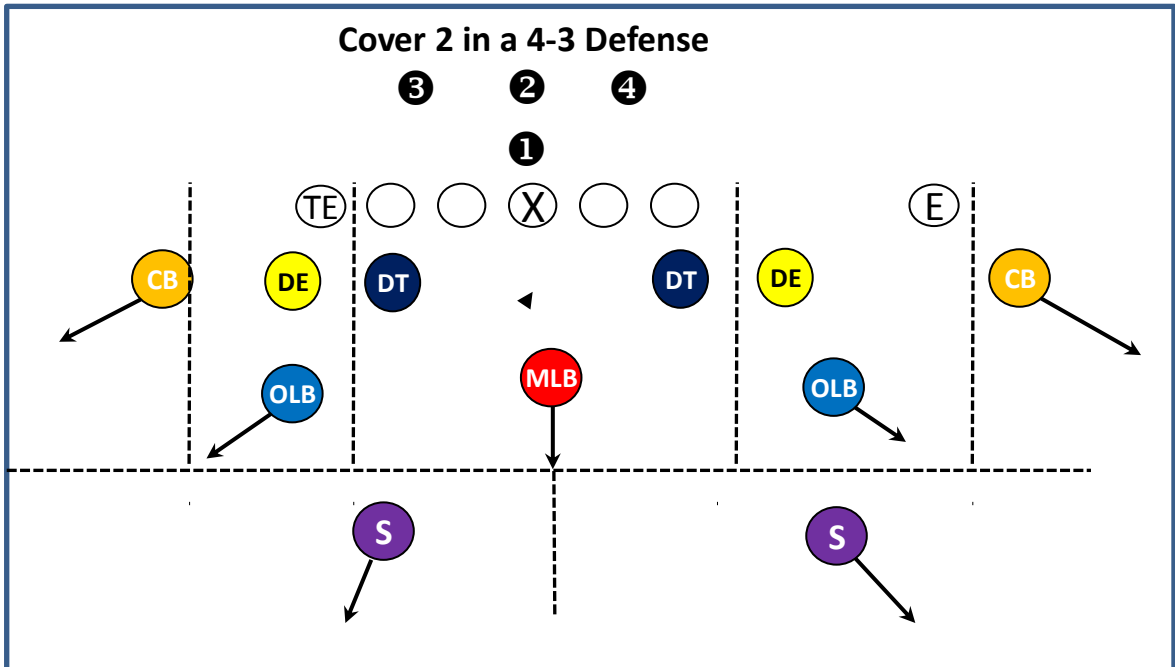 Cover 2 in a 4-3 Defense
❸ ❷ ❹
❶
TE X E
CB DE DT DT DE CB
OLB MLB OLB
S S